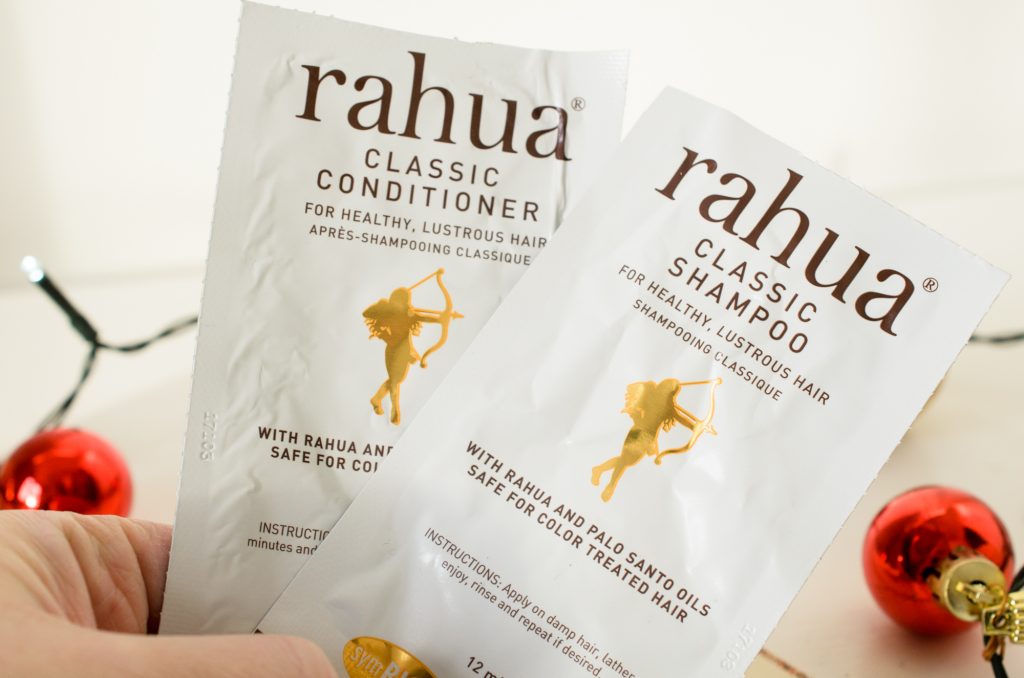 rahua®
CLASSIC
CONDITIONER
FOR HEALTHY, LUSTROUS HAIR
APRÈS-SHAMPOOING CLASSIQUE
WITH RAHUA AND
SAFE FOR
INSTRUCTIO
minutes and
rahua®
CLASSIC
SHAMPOO
FOR HEALTHY, LUSTROUS HAIR
SHAMPOOING CLASSIQUE
WITH RAHUA AND PALO SANTO OILS
SAFE FOR COLOR TREATED HAIR
INSTRUCTIONS: Apply on damp hair, lather,
enjoy, rinse and repeat if desired.
12 m